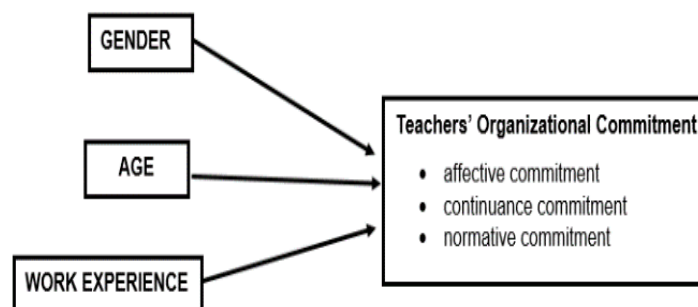 GENDER
AGE
WORK EXPERIENCE
Teachers' Organizational Commitment
• affective commitment
• continuance commitment
• normative commitment